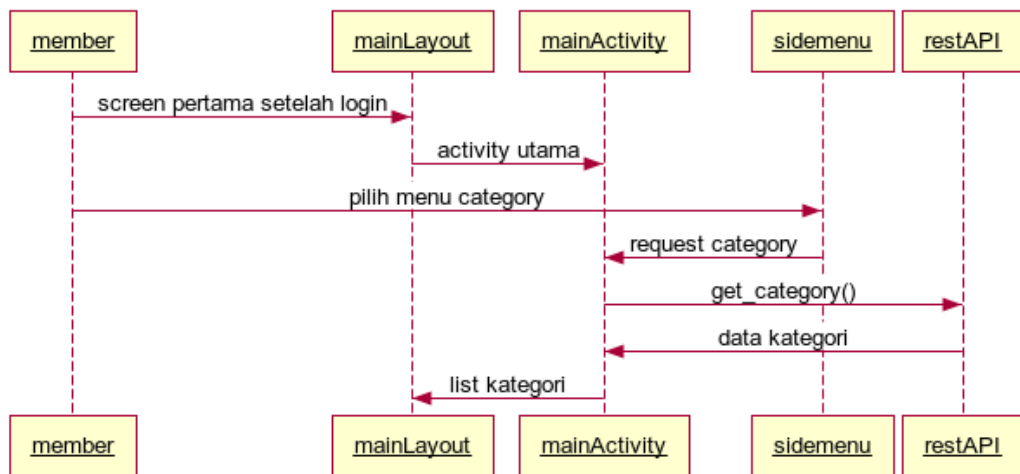 member mainLayout mainActivity sidemenu restAPI
screen pertama setelah login
activity utama
pilih menu category
request category
get_category()
data kategori
list kategori
member mainLayout mainActivity sidemenu restAPI